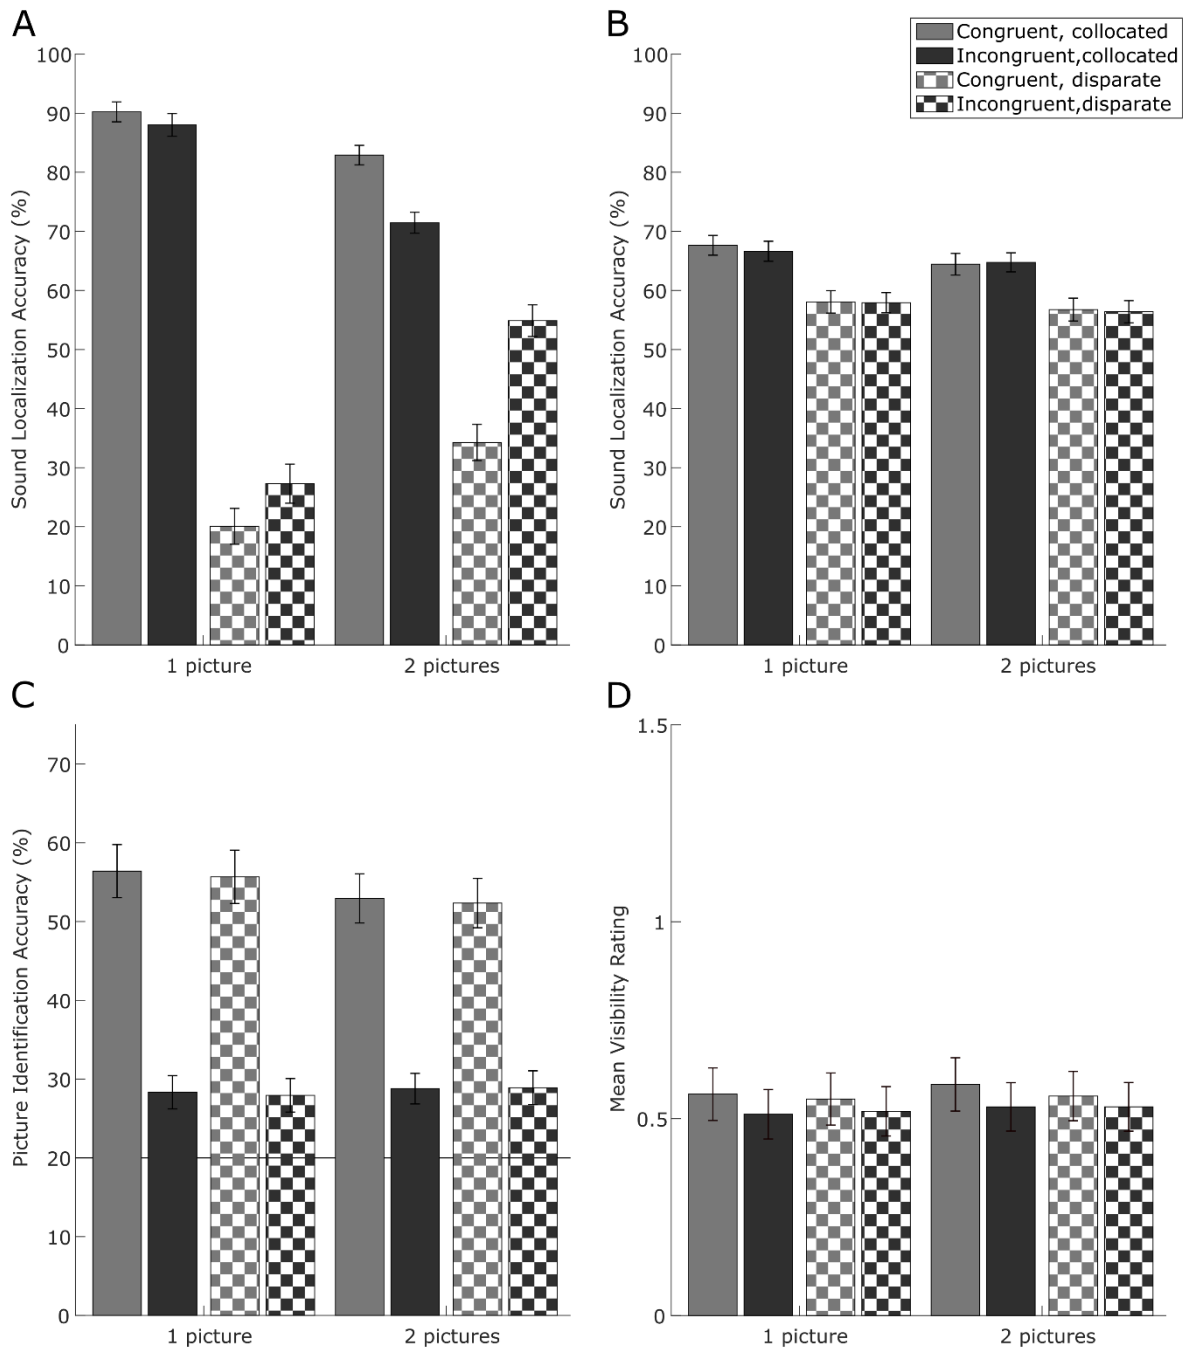 A
100
90
80
70
60
50
40
30
20
10
0
Sound Localization Accuracy (%)
1 picture
2 pictures
B
100
90
80
70
60
50
40
30
20
10
0
Sound Localization Accuracy (%)
1 picture
2 pictures
Congruent, collocated
Incongruent,collocated
Congruent, disparate
Incongruent,disparate
C
70
60
50
40
30
20
10
0
Picture Identification Accuracy (%)
1 picture
2 pictures
D
1.5
1
0.5
0
Mean Visibility Rating
1 picture
2 pictures